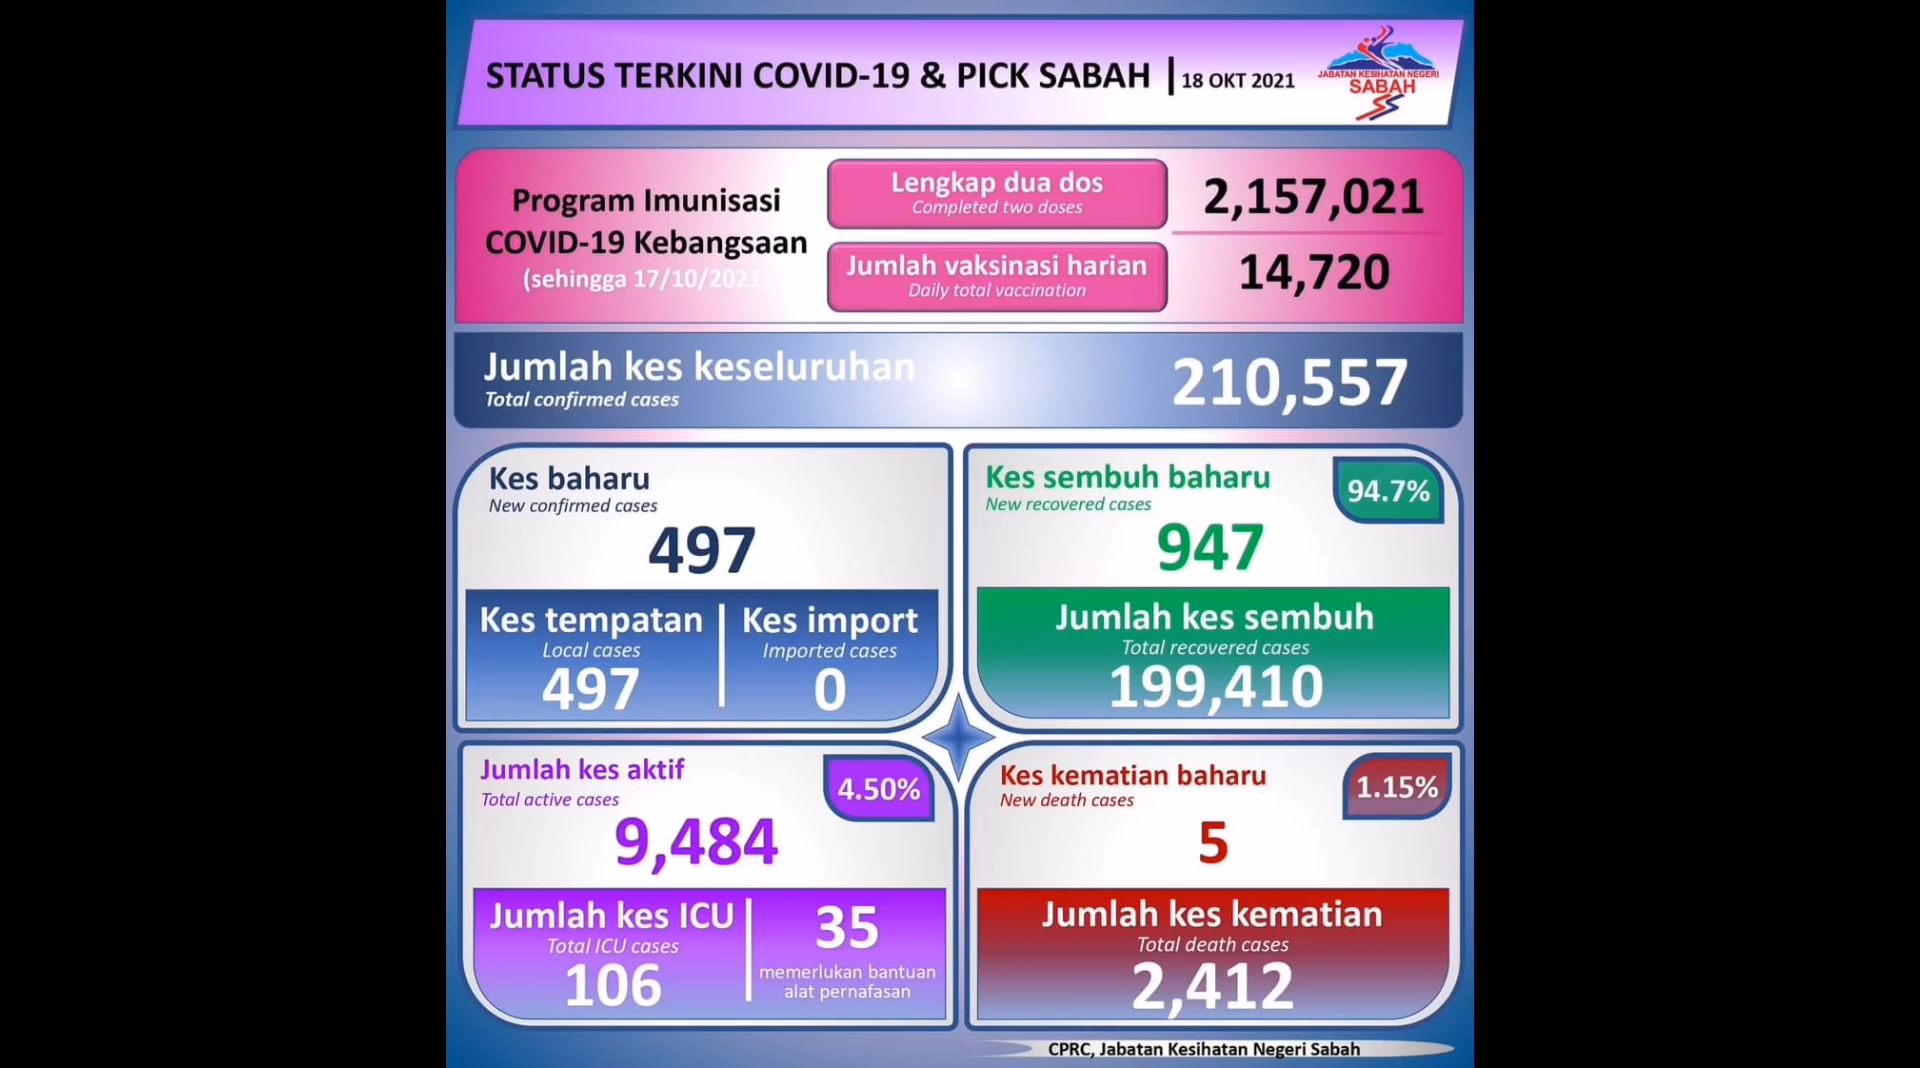 STATUS TERKINI COVID-19 & PICK SABAH | 18 OKT 2021
JABATAN KESIHATAN NEGERI
SABAH
Program Imunisasi
COVID-19 Kebangsaan
(sehingga 17/10/2021)
Lengkap dua dos
Completed two doses
2,157,021
Jumlah vaksinasi harian
Daily total vaccination
14,720
Jumlah kes keseluruhan
Total confirmed cases
210,557
Kes baharu
New confirmed cases
497
Kes tempatan
Local cases
497
Kes import
Imported cases
0
Kes sembuh baharu
New recovered cases
94.7%
947
Jumlah kes sembuh
Total recovered cases
199,410
Jumlah kes aktif
Total active cases
4.50%
9,484
Jumlah kes ICU
Total ICU cases
106
35
memerlukan bantuan
alat pernafasan
Kes kematian baharu
New death cases
1.15%
5
Jumlah kes kematian
Total death cases
2,412
CPRC, Jabatan Kesihatan Negeri Sabah